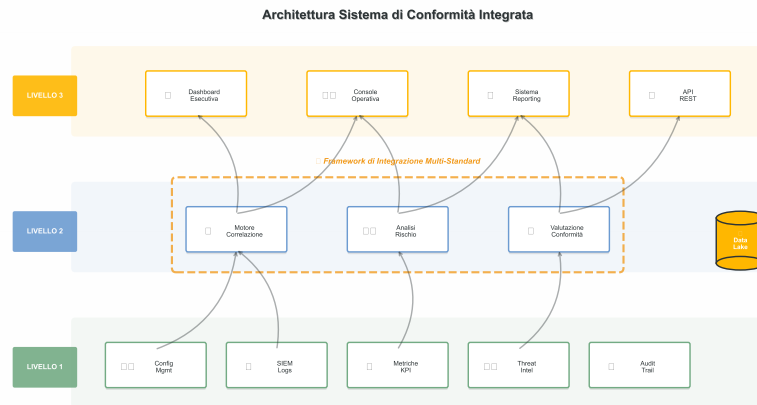 Architettura Sistema di Conformità Integrata
LIVELLO 3
Dashboard
Esecutiva
Console
Operativa
Sistema
Reporting
API
REST
Framework di Integrazione Multi-Standard
LIVELLO 2
Motore
Correlazione
Analisi
Rischio
Valutazione
Conformità
Data
Lake
LIVELLO 1
Config
Mgmt
SIEM
Logs
Metriche
KPI
Threat
Intel
Audit
Trail